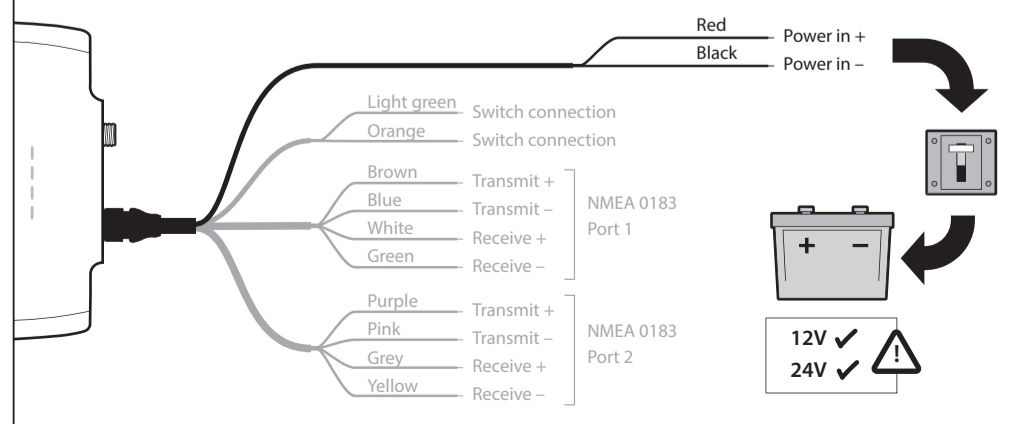 Red Power in +
Black Power in –
Light green Switch connection
Orange Switch connection
Brown Transmit +
Blue Transmit –
White Receive +
Green Receive –
NMEA 0183
Port 1
Purple Transmit +
Pink Transmit –
Grey Receive +
Yellow Receive –
NMEA 0183
Port 2
+ –
12V ✓
24V ✓
!